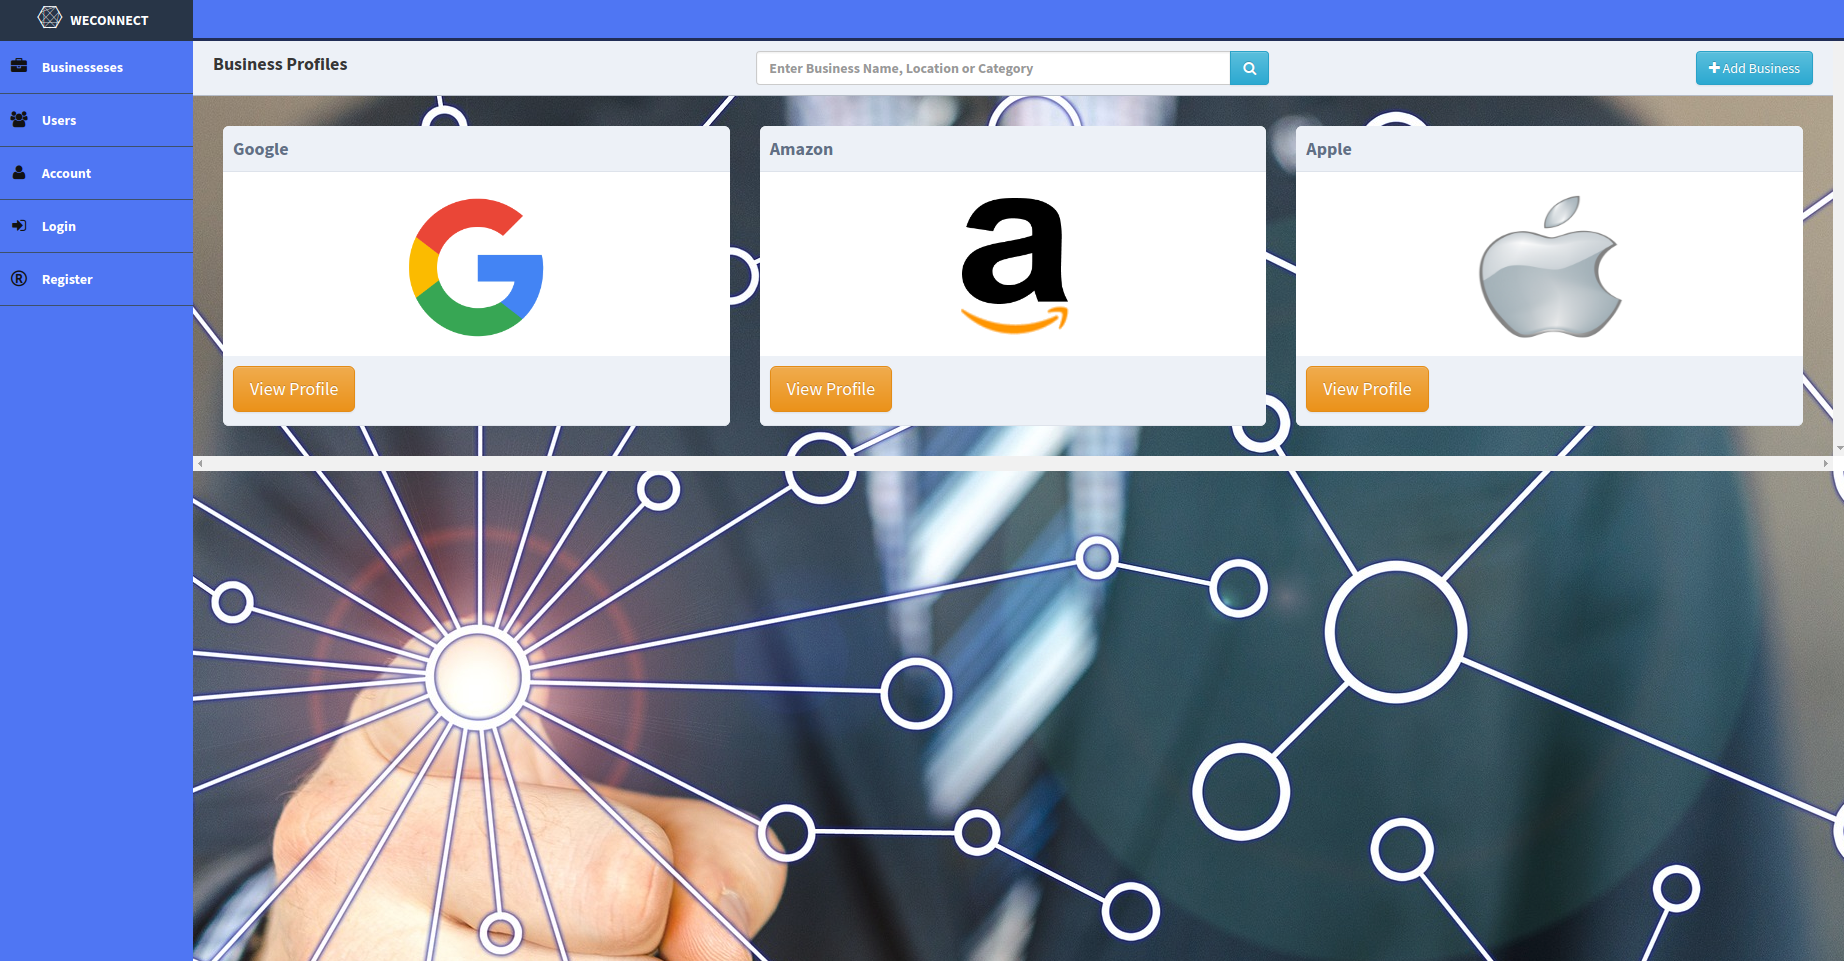 WECONNECT
Businesseses
Users
Account
Login
Register
Business Profiles
Enter Business Name, Location or Category
Add Business
Google
Amazon
Apple
View Profile
View Profile
View Profile